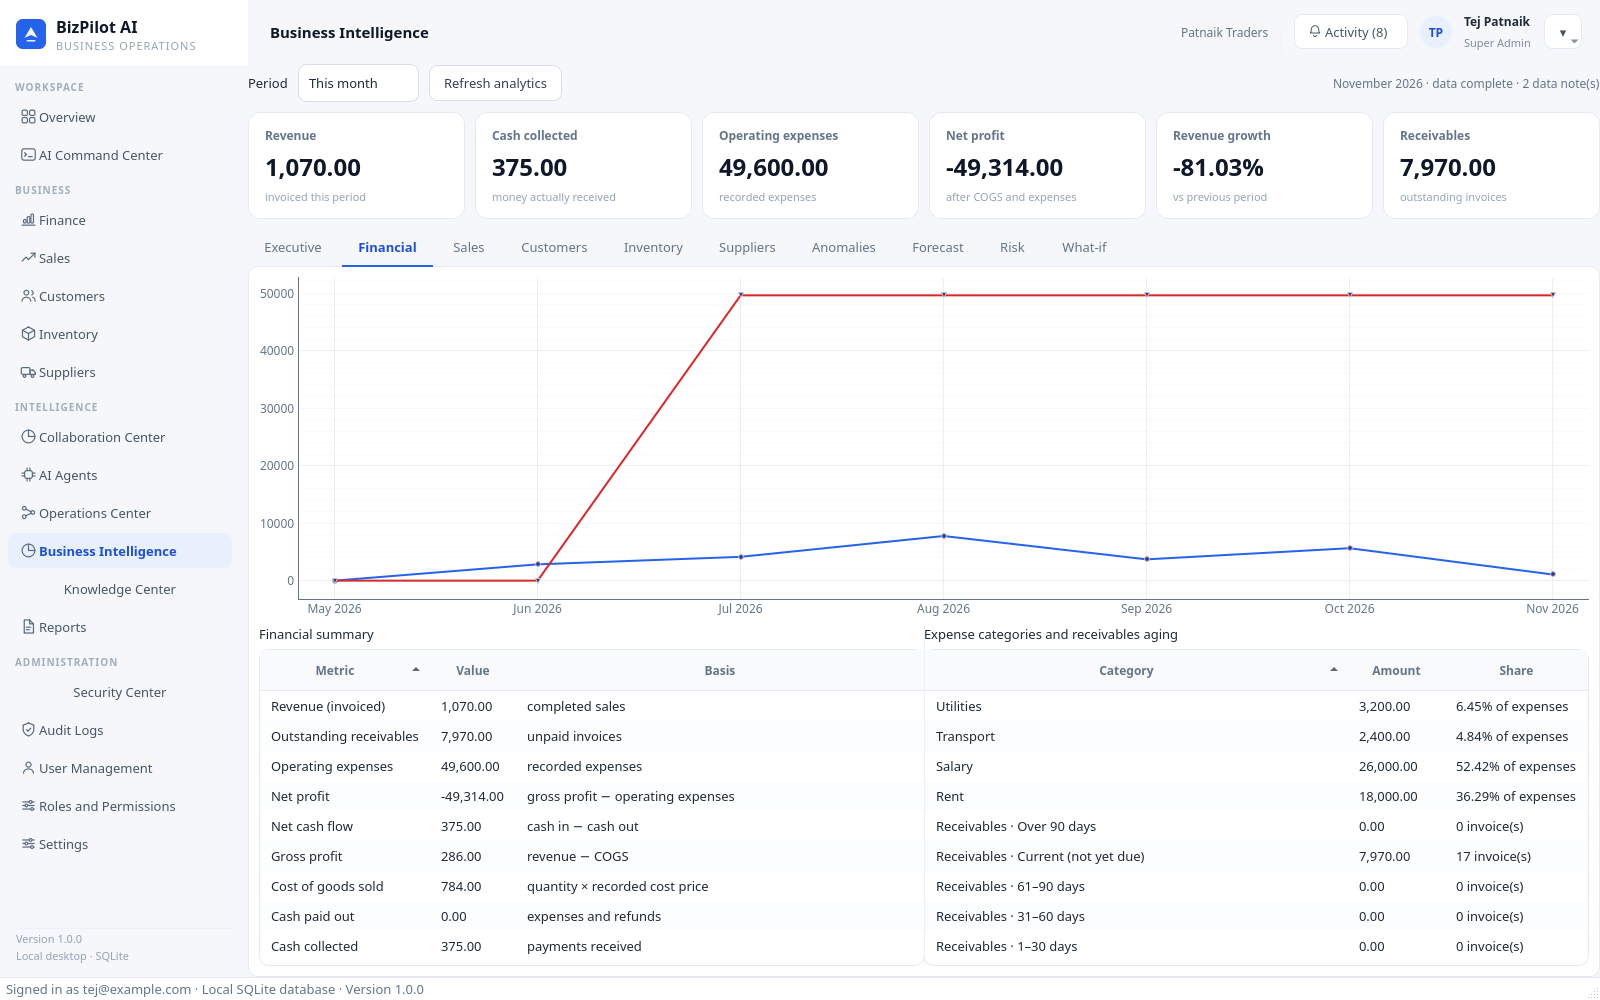 BizPilot AI
BUSINESS OPERATIONS
Business Intelligence
Patnaik Traders
Activity (8)
TP
Tej Patnaik
Super Admin
WORKSPACE
Overview
AI Command Center
BUSINESS
Finance
Sales
Customers
Inventory
Suppliers
INTELLIGENCE
Collaboration Center
AI Agents
Operations Center
Business Intelligence
Knowledge Center
Reports
ADMINISTRATION
Security Center
Audit Logs
User Management
Roles and Permissions
Settings
Version 1.0.0
Local desktop · SQLite
Period This month Refresh analytics November 2026 · data complete · 2 data note(s)
Revenue
1,070.00
invoiced this period
Cash collected
375.00
money actually received
Operating expenses
49,600.00
recorded expenses
Net profit
-49,314.00
after COGS and expenses
Revenue growth
-81.03%
vs previous period
Receivables
7,970.00
outstanding invoices
Executive Financial Sales Customers Inventory Suppliers Anomalies Forecast Risk What-if
50000
40000
30000
20000
10000
0
May 2026 Jun 2026 Jul 2026 Aug 2026 Sep 2026 Oct 2026 Nov 2026
Financial summary
Metric Value Basis
Revenue (invoiced) 1,070.00 completed sales
Outstanding receivables 7,970.00 unpaid invoices
Operating expenses 49,600.00 recorded expenses
Net profit -49,314.00 gross profit − operating expenses
Net cash flow 375.00 cash in − cash out
Gross profit 286.00 revenue − COGS
Cost of goods sold 784.00 quantity × recorded cost price
Cash paid out 0.00 expenses and refunds
Cash collected 375.00 payments received
Expense categories and receivables aging
Category Amount Share
Utilities 3,200.00 6.45% of expenses
Transport 2,400.00 4.84% of expenses
Salary 26,000.00 52.42% of expenses
Rent 18,000.00 36.29% of expenses
Receivables · Over 90 days 0.00 0 invoice(s)
Receivables · Current (not yet due) 7,970.00 17 invoice(s)
Receivables · 61–90 days 0.00 0 invoice(s)
Receivables · 31–60 days 0.00 0 invoice(s)
Receivables · 1–30 days 0.00 0 invoice(s)
Signed in as tej@example.com · Local SQLite database · Version 1.0.0